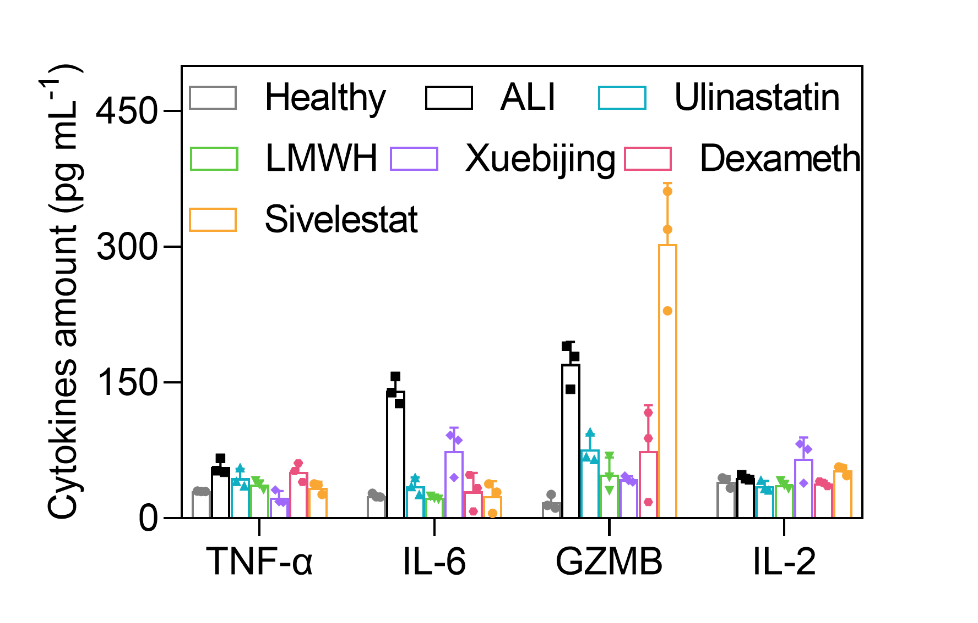 Cytokines amount (pg mL-1)
450
300
150
0
Healthy ALI Ulinastatin
LMWH Xuebijing Dexameth
Sivelestat
TNF-α IL-6 GZMB IL-2